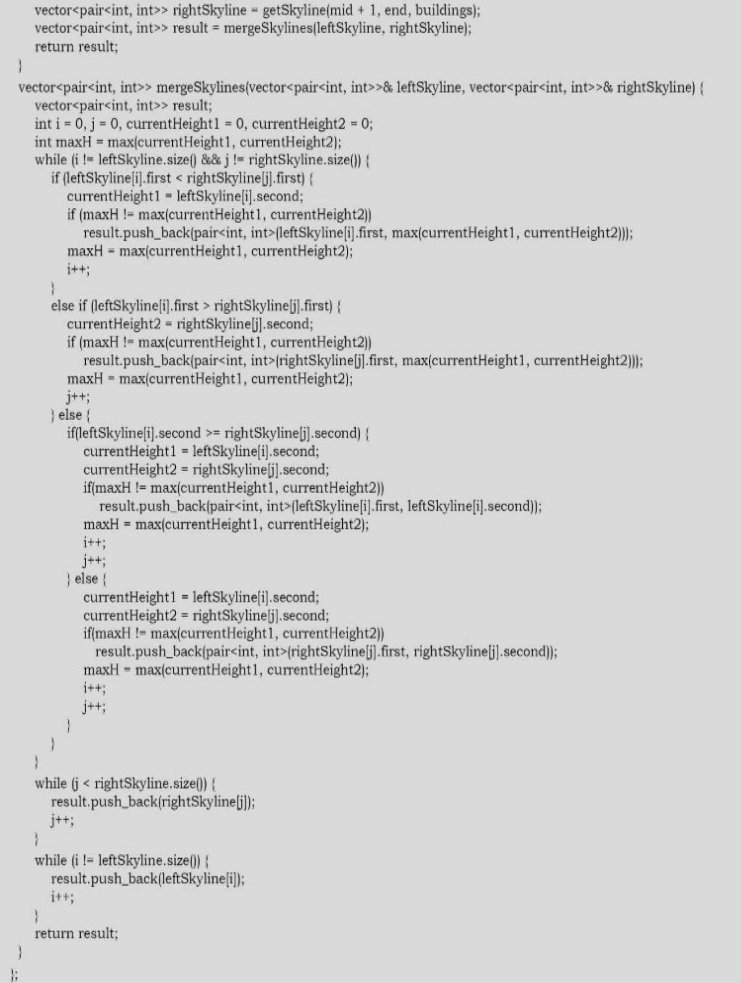 vector<pair<int, int>> rightSkyline = getSkyline(mid + 1, end, buildings);
vector<pair<int, int>> result = mergeSkylines(leftSkyline, rightSkyline);
return result;
}
vector<pair<int, int>> mergeSkylines(vector<pair<int, int>>& leftSkyline, vector<pair<int, int>>& rightSkyline) {
vector<pair<int, int>> result;
int i = 0, j = 0, currentHeight1 = 0, currentHeight2 = 0;
int maxH = max(currentHeight1, currentHeight2);
while (i != leftSkyline.size() && j != rightSkyline.size()) {
if (leftSkyline[i].first < rightSkyline[j].first) {
currentHeight1 = leftSkyline[i].second;
if (maxH != max(currentHeight1, currentHeight2))
result.push_back(pair<int, int>(leftSkyline[i].first, max(currentHeight1, currentHeight2)));
maxH = max(currentHeight1, currentHeight2);
i++;
}
else if (leftSkyline[i].first > rightSkyline[j].first) {
currentHeight2 = rightSkyline[j].second;
if (maxH != max(currentHeight1, currentHeight2))
result.push_back(pair<int, int>(rightSkyline[j].first, max(currentHeight1, currentHeight2)));
maxH = max(currentHeight1, currentHeight2);
j++;
} else {
if(leftSkyline[i].second >= rightSkyline[j].second) {
currentHeight1 = leftSkyline[i].second;
currentHeight2 = rightSkyline[j].second;
if(maxH != max(currentHeight1, currentHeight2))
result.push_back(pair<int, int>(leftSkyline[i].first, leftSkyline[i].second));
maxH = max(currentHeight1, currentHeight2);
i++;
j++;
} else {
currentHeight1 = leftSkyline[i].second;
currentHeight2 = rightSkyline[j].second;
if(maxH != max(currentHeight1, currentHeight2))
result.push_back(pair<int, int>(rightSkyline[j].first, rightSkyline[j].second));
maxH = max(currentHeight1, currentHeight2);
i++;
j++;
}
}
}
while (j < rightSkyline.size()) {
result.push_back(rightSkyline[j]);
j++;
}
while (i != leftSkyline.size()) {
result.push_back(leftSkyline[i]);
i++;
}
return result;
}
};